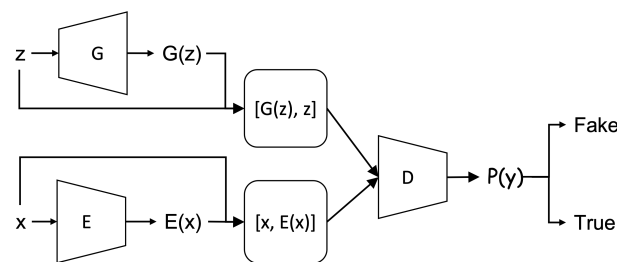 z
G
G(z)
[G(z), z]
x
E
E(x)
[x, E(x)]
D
P(y)
Fake
True